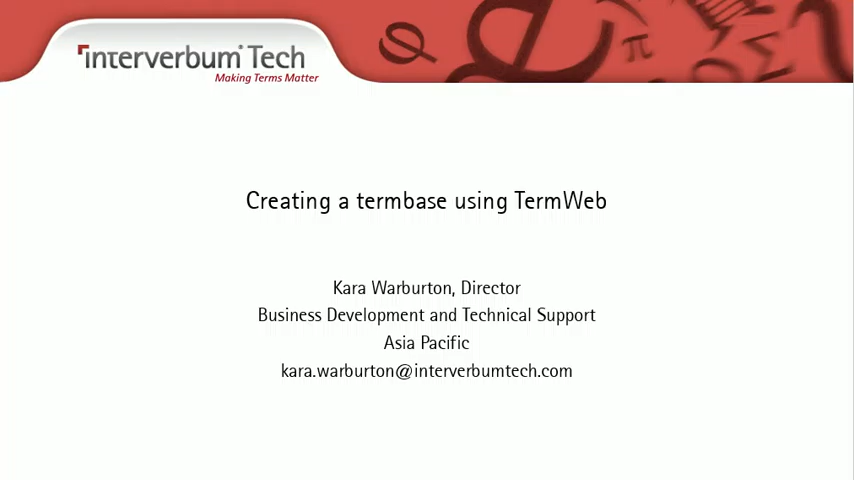 interverbum® Tech
Making Terms Matter
Creating a termbase using TermWeb
Kara Warburton, Director
Business Development and Technical Support
Asia Pacific
kara.warburton@interverbumtech.com